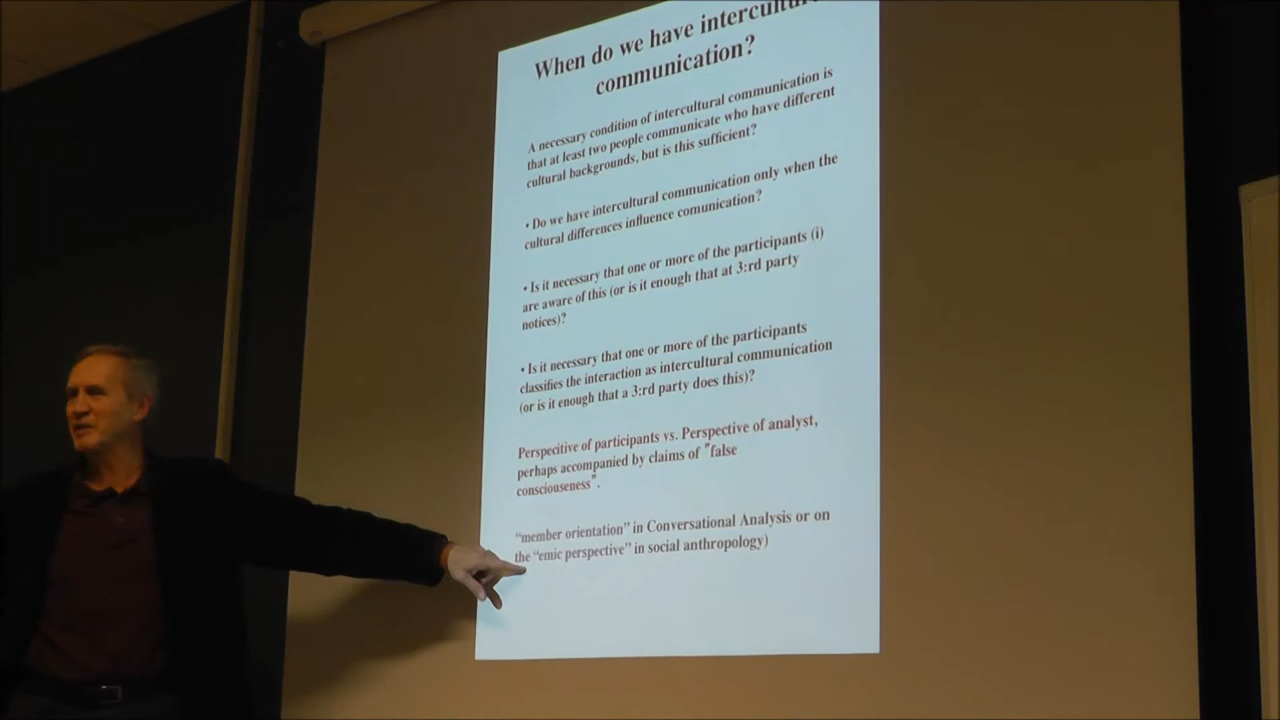 When do we have intercultu
communication?
A necessary condition of intercultural communication is
that at least two people communicate who have different
cultural backgrounds, but is this sufficient?
• Do we have intercultural communication only when the
cultural differences influence comunication?
• Is it necessary that one or more of the participants (i)
are aware of this (or is it enough that at 3:rd party
notices)?
• Is it necessary that one or more of the participants
classifies the interaction as intercultural communication
(or is it enough that a 3:rd party does this)?
Perspecitive of participants vs. Perspective of analyst,
perhaps accompanied by claims of "false
consciouseness".
“member orientation” in Conversational Analysis or on
the “emic perspective” in social anthropology)